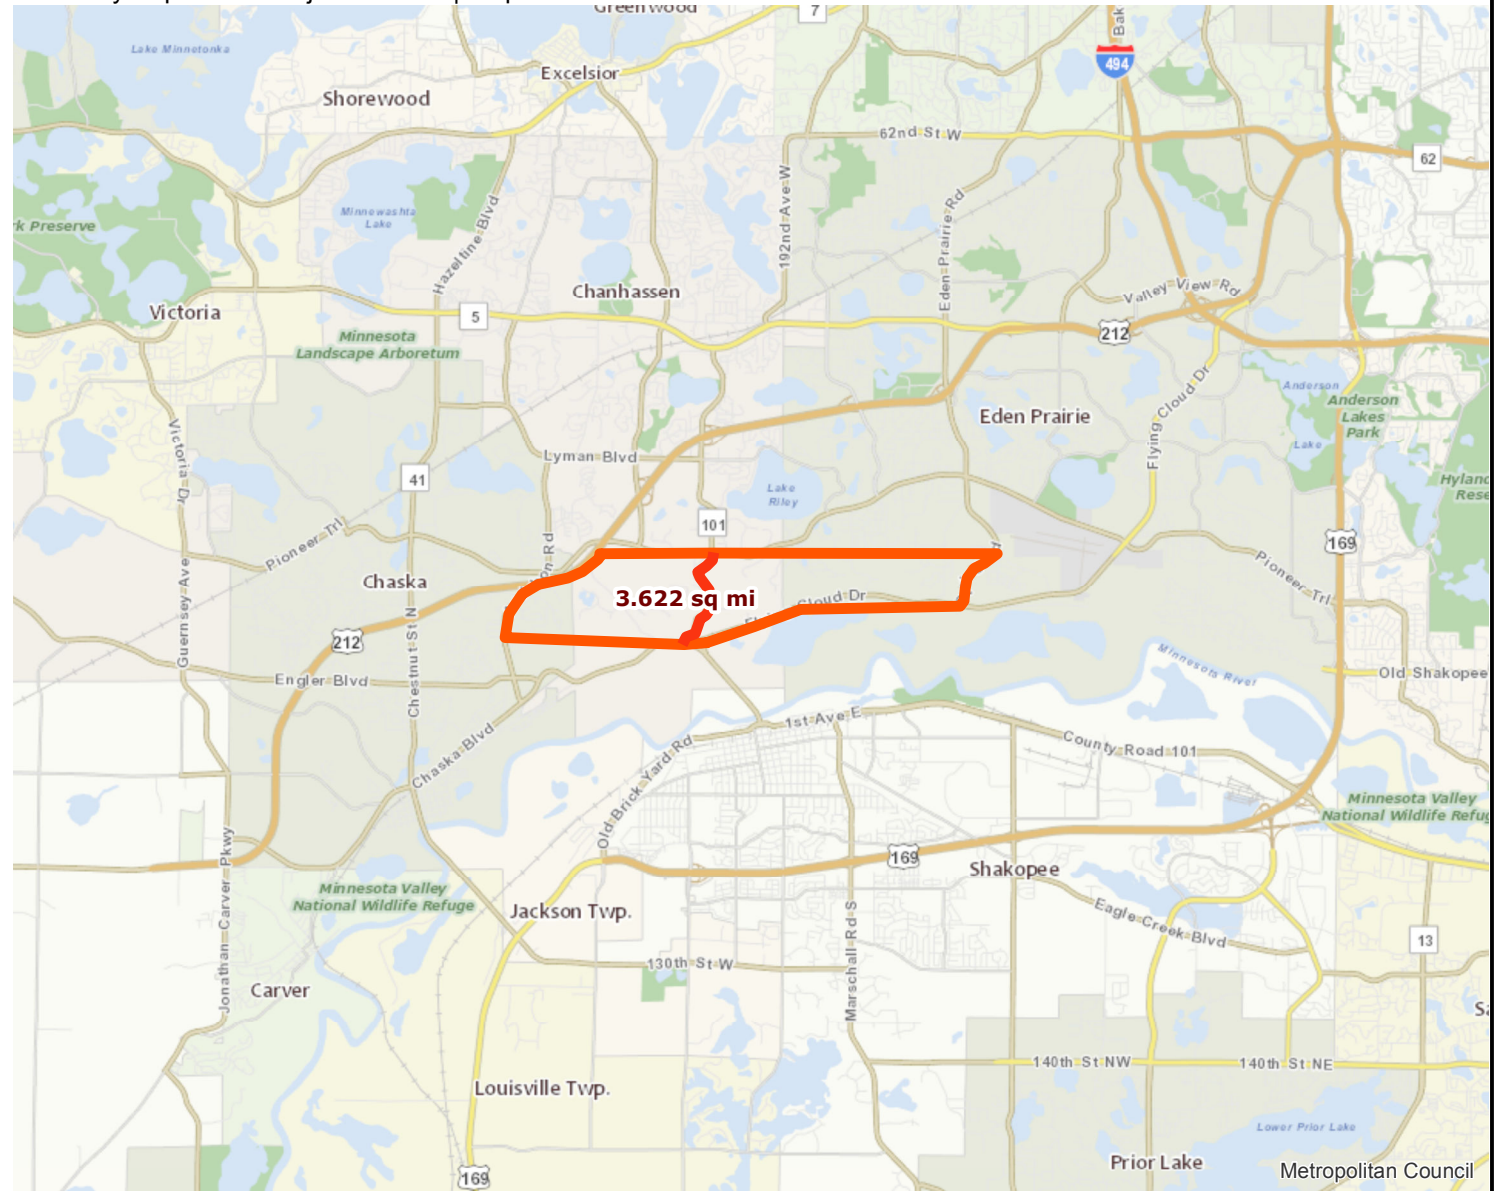 Greenwood
7
Bak
Lake Minnetonka
494
Excelsior
Shorewood
62nd St W
62
192nd Ave W
Minnewashta
Lake
Hazeltine Blvd
Eden Prairie Rd
rk Preserve
Chanhassen
Valley View Rd
Victoria
5
212
Minnesota
Landscape Arboretum
Anderson
Lake
Anderson
Lakes
Park
Eden Prairie
Flying Cloud Dr
Victoria Dr
Lyman Blvd
41
Lake
Riley
Hylan
Rese
101
169
Pioneer Trl
on Rd
Pioneer Trl
Chaska
3.622 sq mi
Cloud Dr
Guernsey Ave
Chestnut St N
212
Minnesota River
Old Shakopee
Engler Blvd
1st Ave E
County Road 101
Chaska Blvd
Old Brick Yard Rd
Minnesota Valley
National Wildlife Refug
Jonathan Carver Pkwy
169
Shakopee
Minnesota Valley
National Wildlife Refuge
Jackson Twp.
Marschall Rd S
Eagle Creek Blvd
13
130th St W
Carver
Sa
140th St NW
140th St NE
Louisville Twp.
Lower Prior Lake
Prior Lake
169
Metropolitan Council